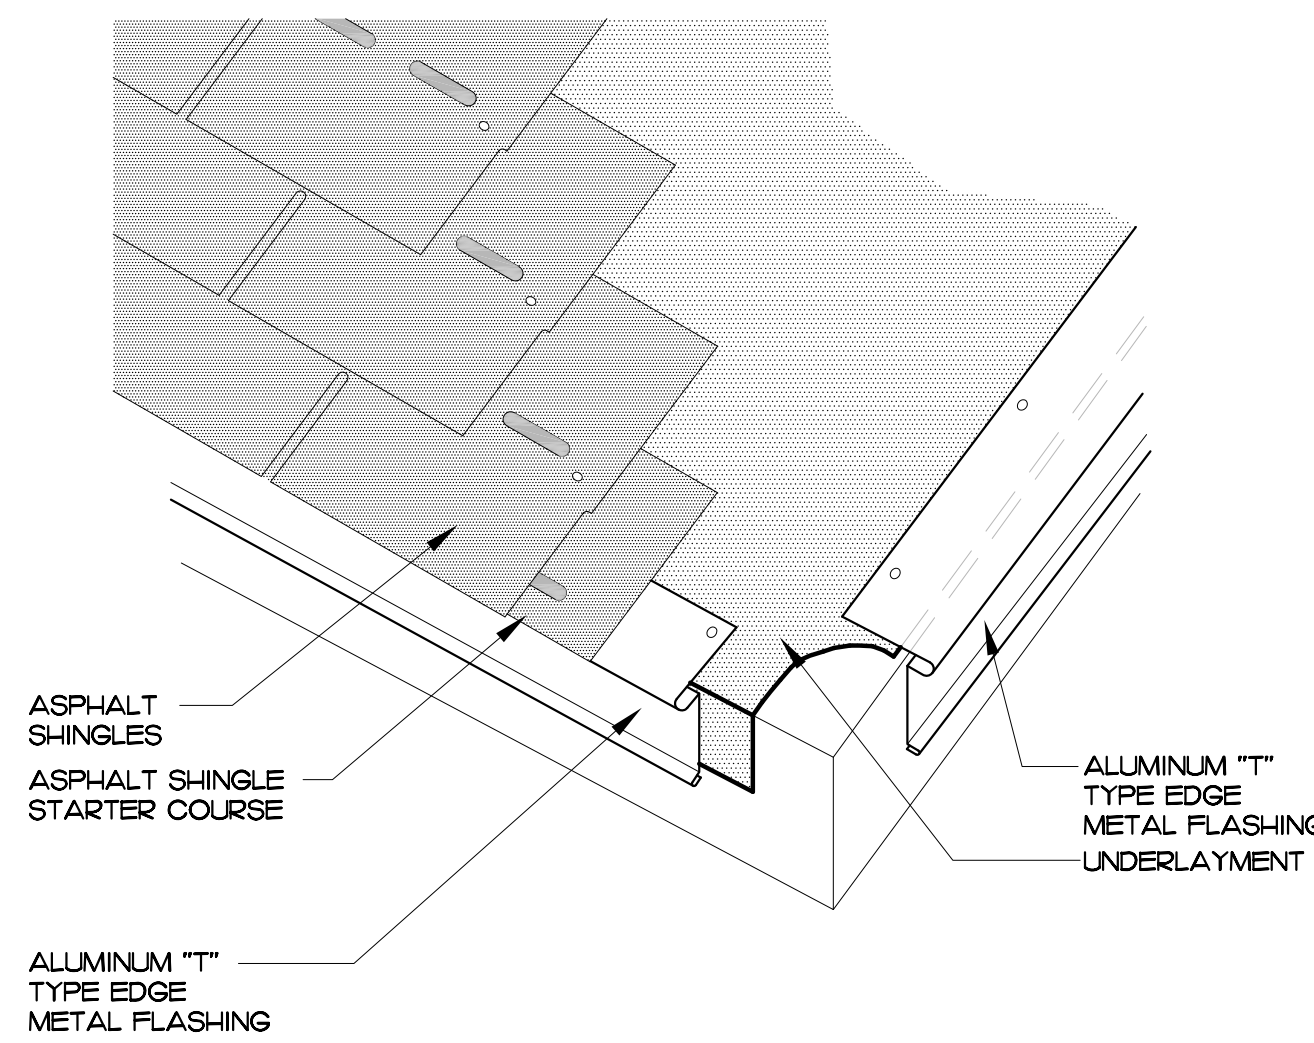 ASPHALT
SHINGLES
ASPHALT SHINGLE
STARTER COURSE
ALUMINUM "T"
TYPE EDGE
METAL FLASHING
ALUMINUM "T"
TYPE EDGE
METAL FLASHING
UNDERLAYMENT